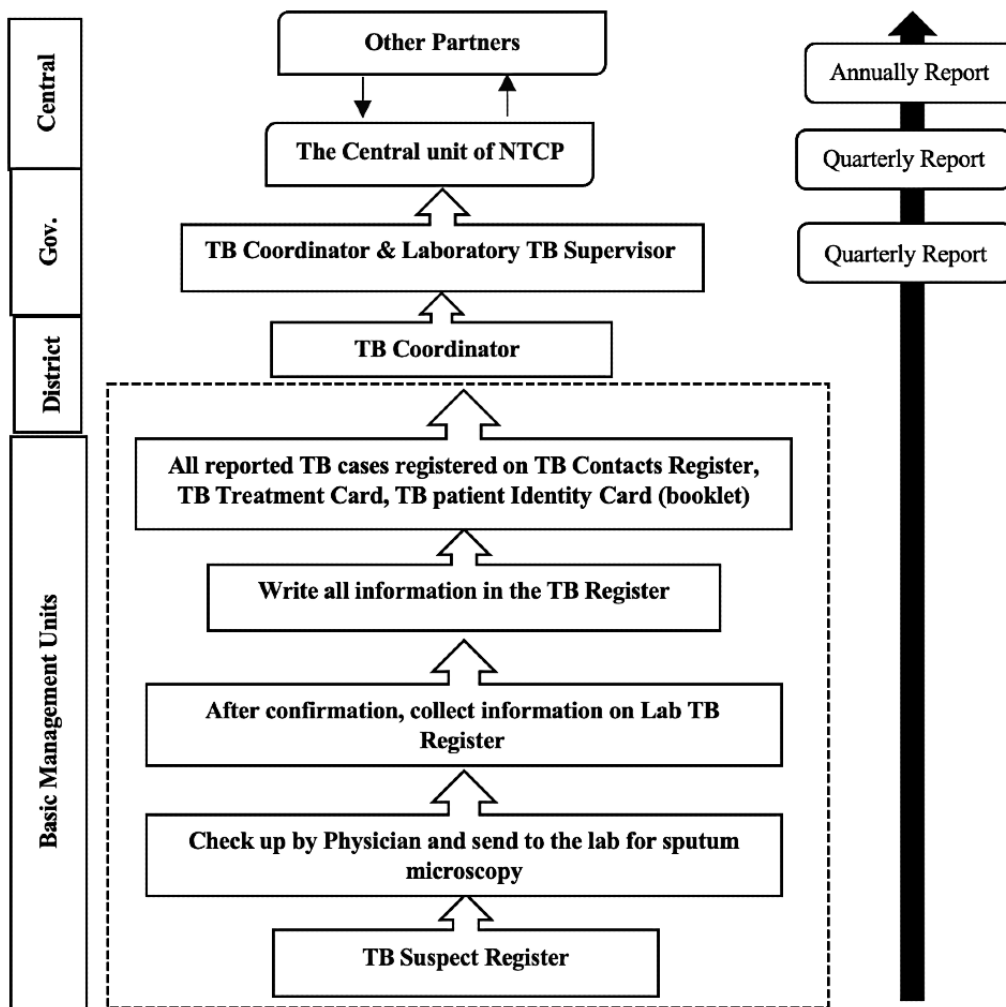 Central
Gov.
District
Basic Management Units
Other Partners
The Central unit of NTCP
TB Coordinator & Laboratory TB Supervisor
TB Coordinator
All reported TB cases registered on TB Contacts Register,
TB Treatment Card, TB patient Identity Card (booklet)
Write all information in the TB Register
After confirmation, collect information on Lab TB
Register
Check up by Physician and send to the lab for sputum
microscopy
TB Suspect Register
Annually Report
Quarterly Report
Quarterly Report